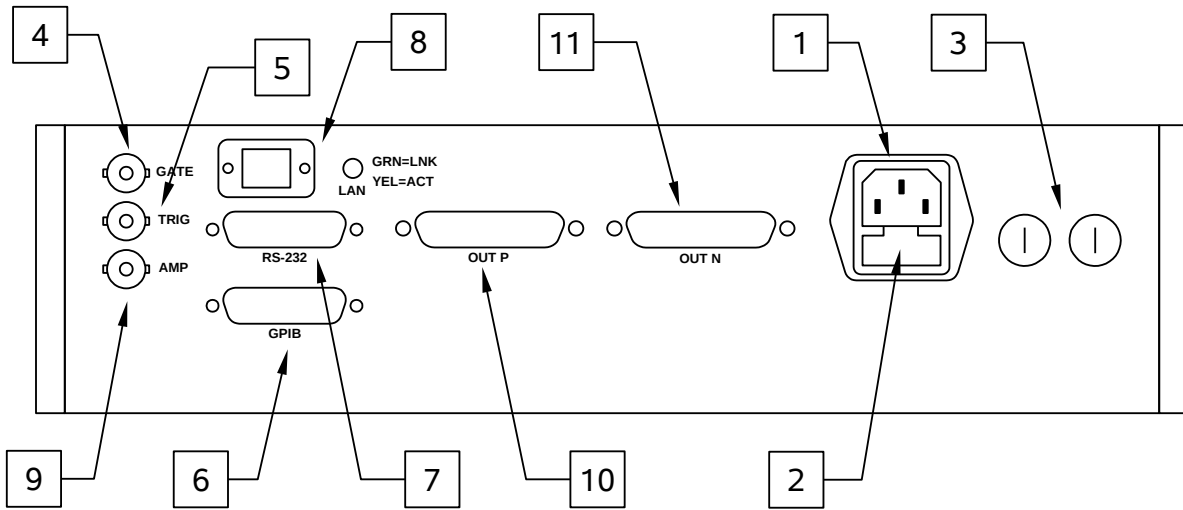 4
5
8
11
1
3
GATE
TRIG
AMP
LAN
GRN=LNK
YEL=ACT
RS-232
OUT P
OUT N
GPIB
9
6
7
10
2